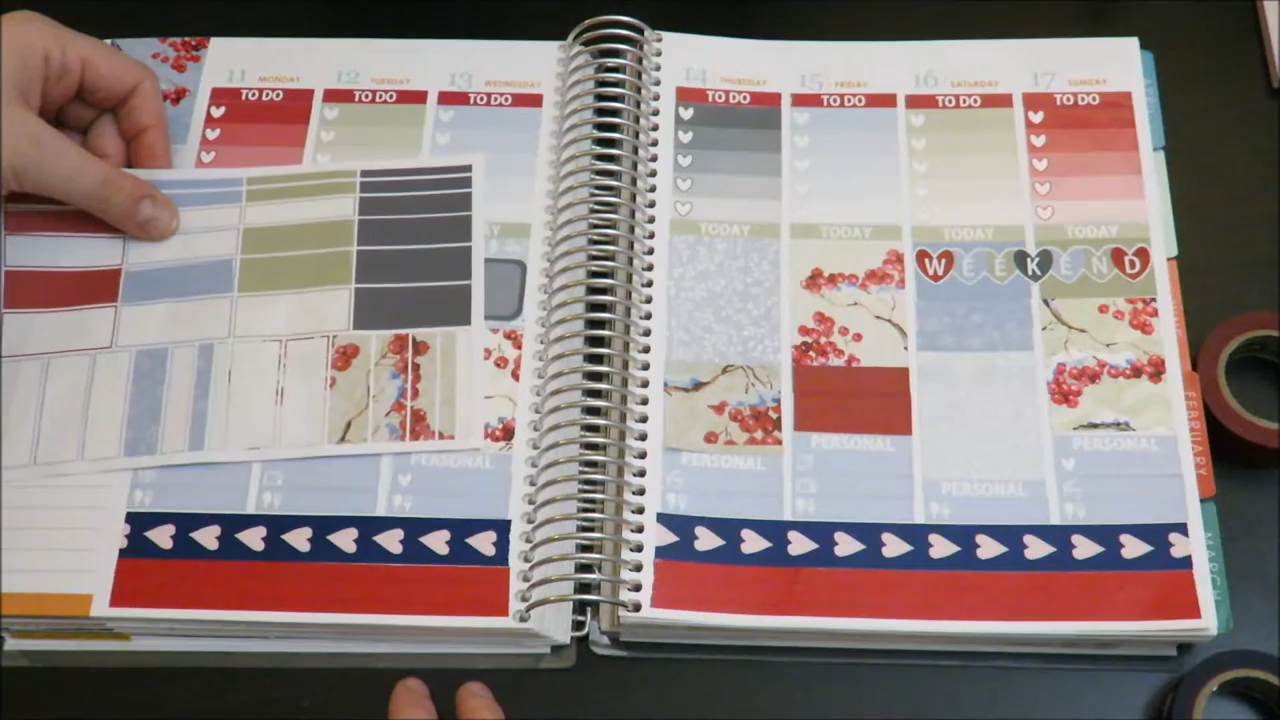 11 MONDAY 12 TUESDAY 13 WEDNESDAY 14 THURSDAY 15 FRIDAY 16 SATURDAY 17 SUNDAY
TO DO TO DO TO DO TO DO TO DO TO DO TO DO
TODAY TODAY TODAY TODAY
WEEKEND
PERSONAL PERSONAL PERSONAL PERSONAL
PERSONAL
FEBRUARY
MARCH